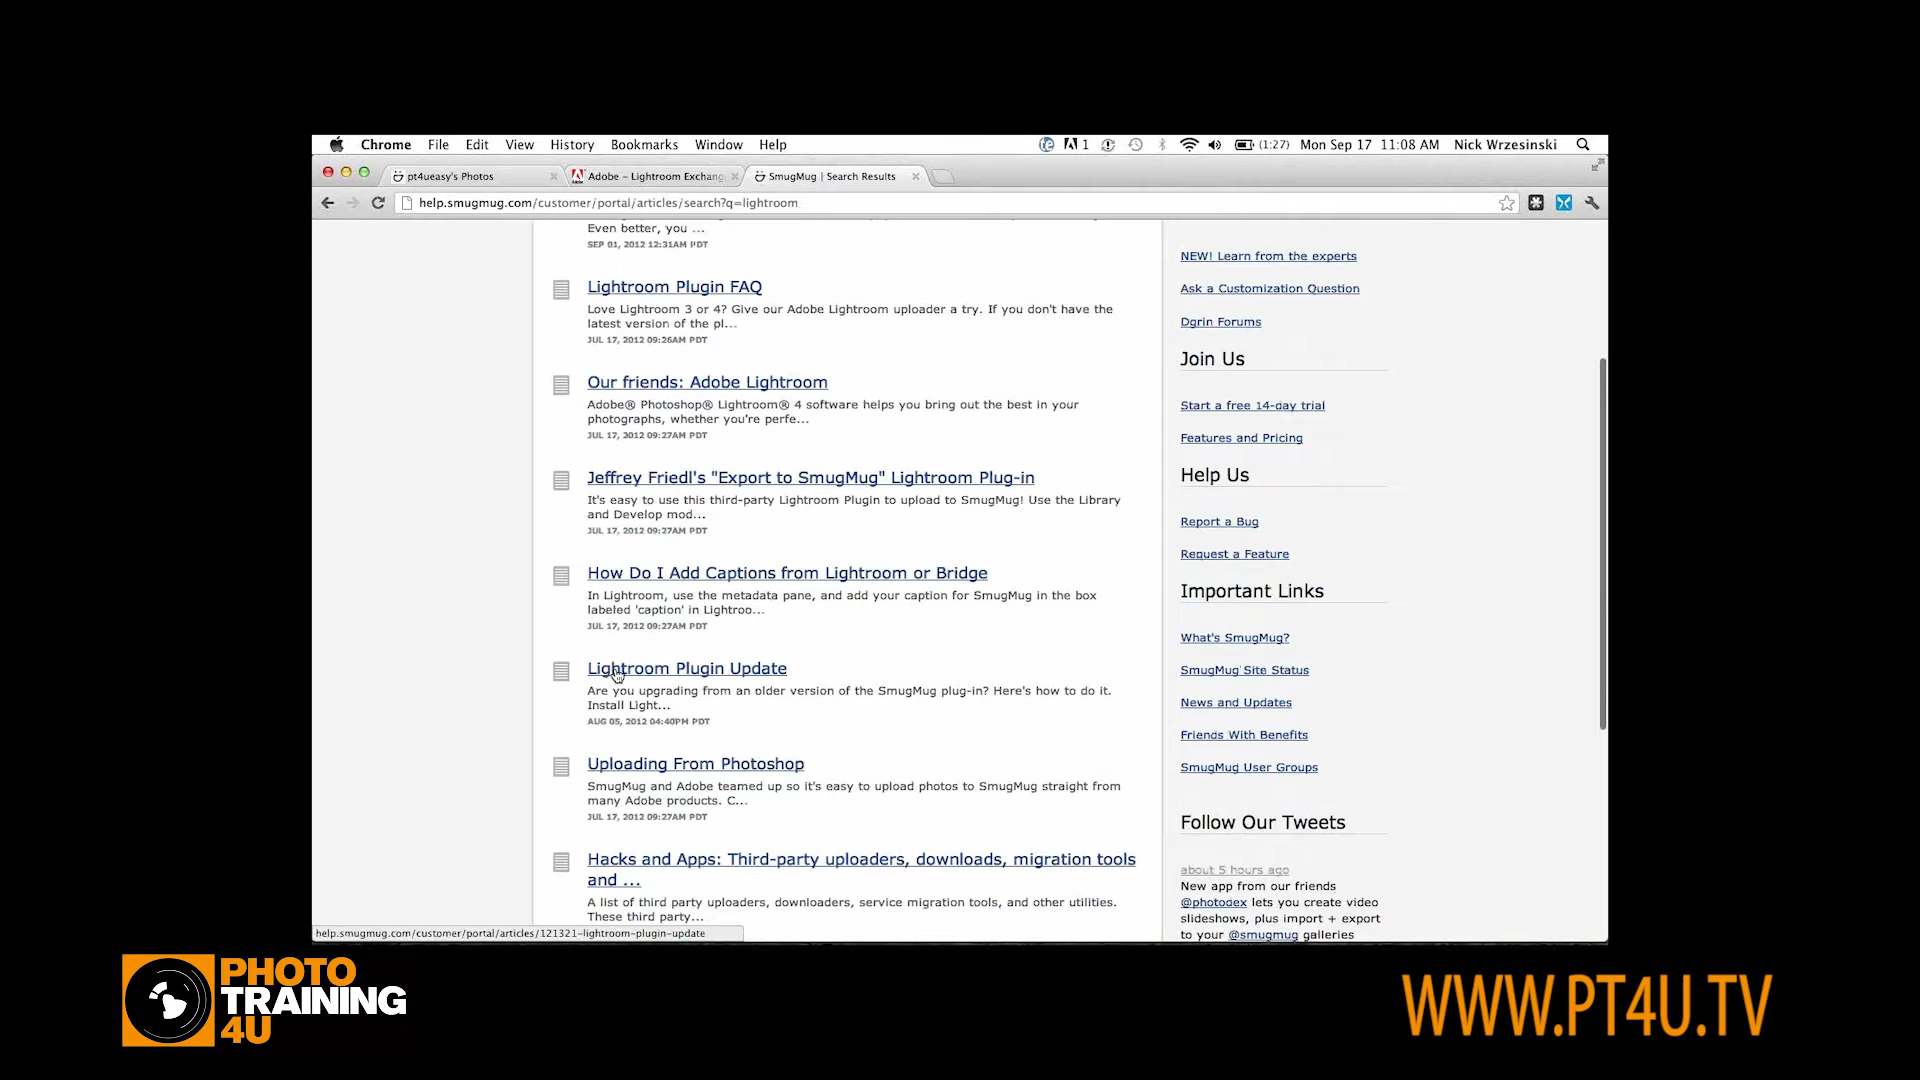 Chrome File Edit View History Bookmarks Window Help 1 (1:27) Mon Sep 17 11:08 AM Nick Wrzesinski
pt4ueasy's Photos Adobe – Lightroom Exchang SmugMug | Search Results
help.smugmug.com/customer/portal/articles/search?q=lightroom
Even better, you ...
SEP 01, 2012 12:31AM PDT
Lightroom Plugin FAQ
Love Lightroom 3 or 4? Give our Adobe Lightroom uploader a try. If you don't have the
latest version of the pl...
JUL 17, 2012 09:26AM PDT
Our friends: Adobe Lightroom
Adobe® Photoshop® Lightroom® 4 software helps you bring out the best in your
photographs, whether you're perfe...
JUL 17, 2012 09:27AM PDT
Jeffrey Friedl's "Export to SmugMug" Lightroom Plug-in
It's easy to use this third-party Lightroom Plugin to upload to SmugMug! Use the Library
and Develop mod...
JUL 17, 2012 09:27AM PDT
How Do I Add Captions from Lightroom or Bridge
In Lightroom, use the metadata pane, and add your caption for SmugMug in the box
labeled 'caption' in Lightroo...
JUL 17, 2012 09:27AM PDT
Lightroom Plugin Update
Are you upgrading from an older version of the SmugMug plug-in? Here's how to do it.
Install Light...
AUG 05, 2012 04:40PM PDT
Uploading From Photoshop
SmugMug and Adobe teamed up so it's easy to upload photos to SmugMug straight from
many Adobe products. C...
JUL 17, 2012 09:27AM PDT
Hacks and Apps: Third-party uploaders, downloads, migration tools
and ...
A list of third party uploaders, downloaders, service migration tools, and other utilities.
These third party...
help.smugmug.com/customer/portal/articles/121321-lightroom-plugin-update
NEW! Learn from the experts
Ask a Customization Question
Dgrin Forums
Join Us
Start a free 14-day trial
Features and Pricing
Help Us
Report a Bug
Request a Feature
Important Links
What's SmugMug?
SmugMug Site Status
News and Updates
Friends With Benefits
SmugMug User Groups
Follow Our Tweets
about 5 hours ago
New app from our friends
@photodex lets you create video
slideshows, plus import + export
to your @smugmug galleries
PHOTO
TRAINING
4U
WWW.PT4U.TV